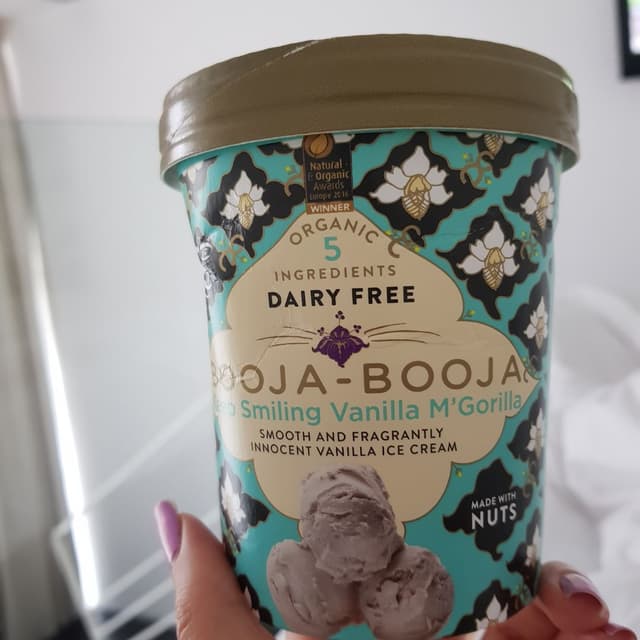 Natural
& Organic
Awards
Europe 2016
WINNER
ORGANIC
5
INGREDIENTS
DAIRY FREE
BOOJA-BOOJA
Smiling Vanilla M'Gorilla
SMOOTH AND FRAGRANTLY
INNOCENT VANILLA ICE CREAM
MADE WITH
NUTS